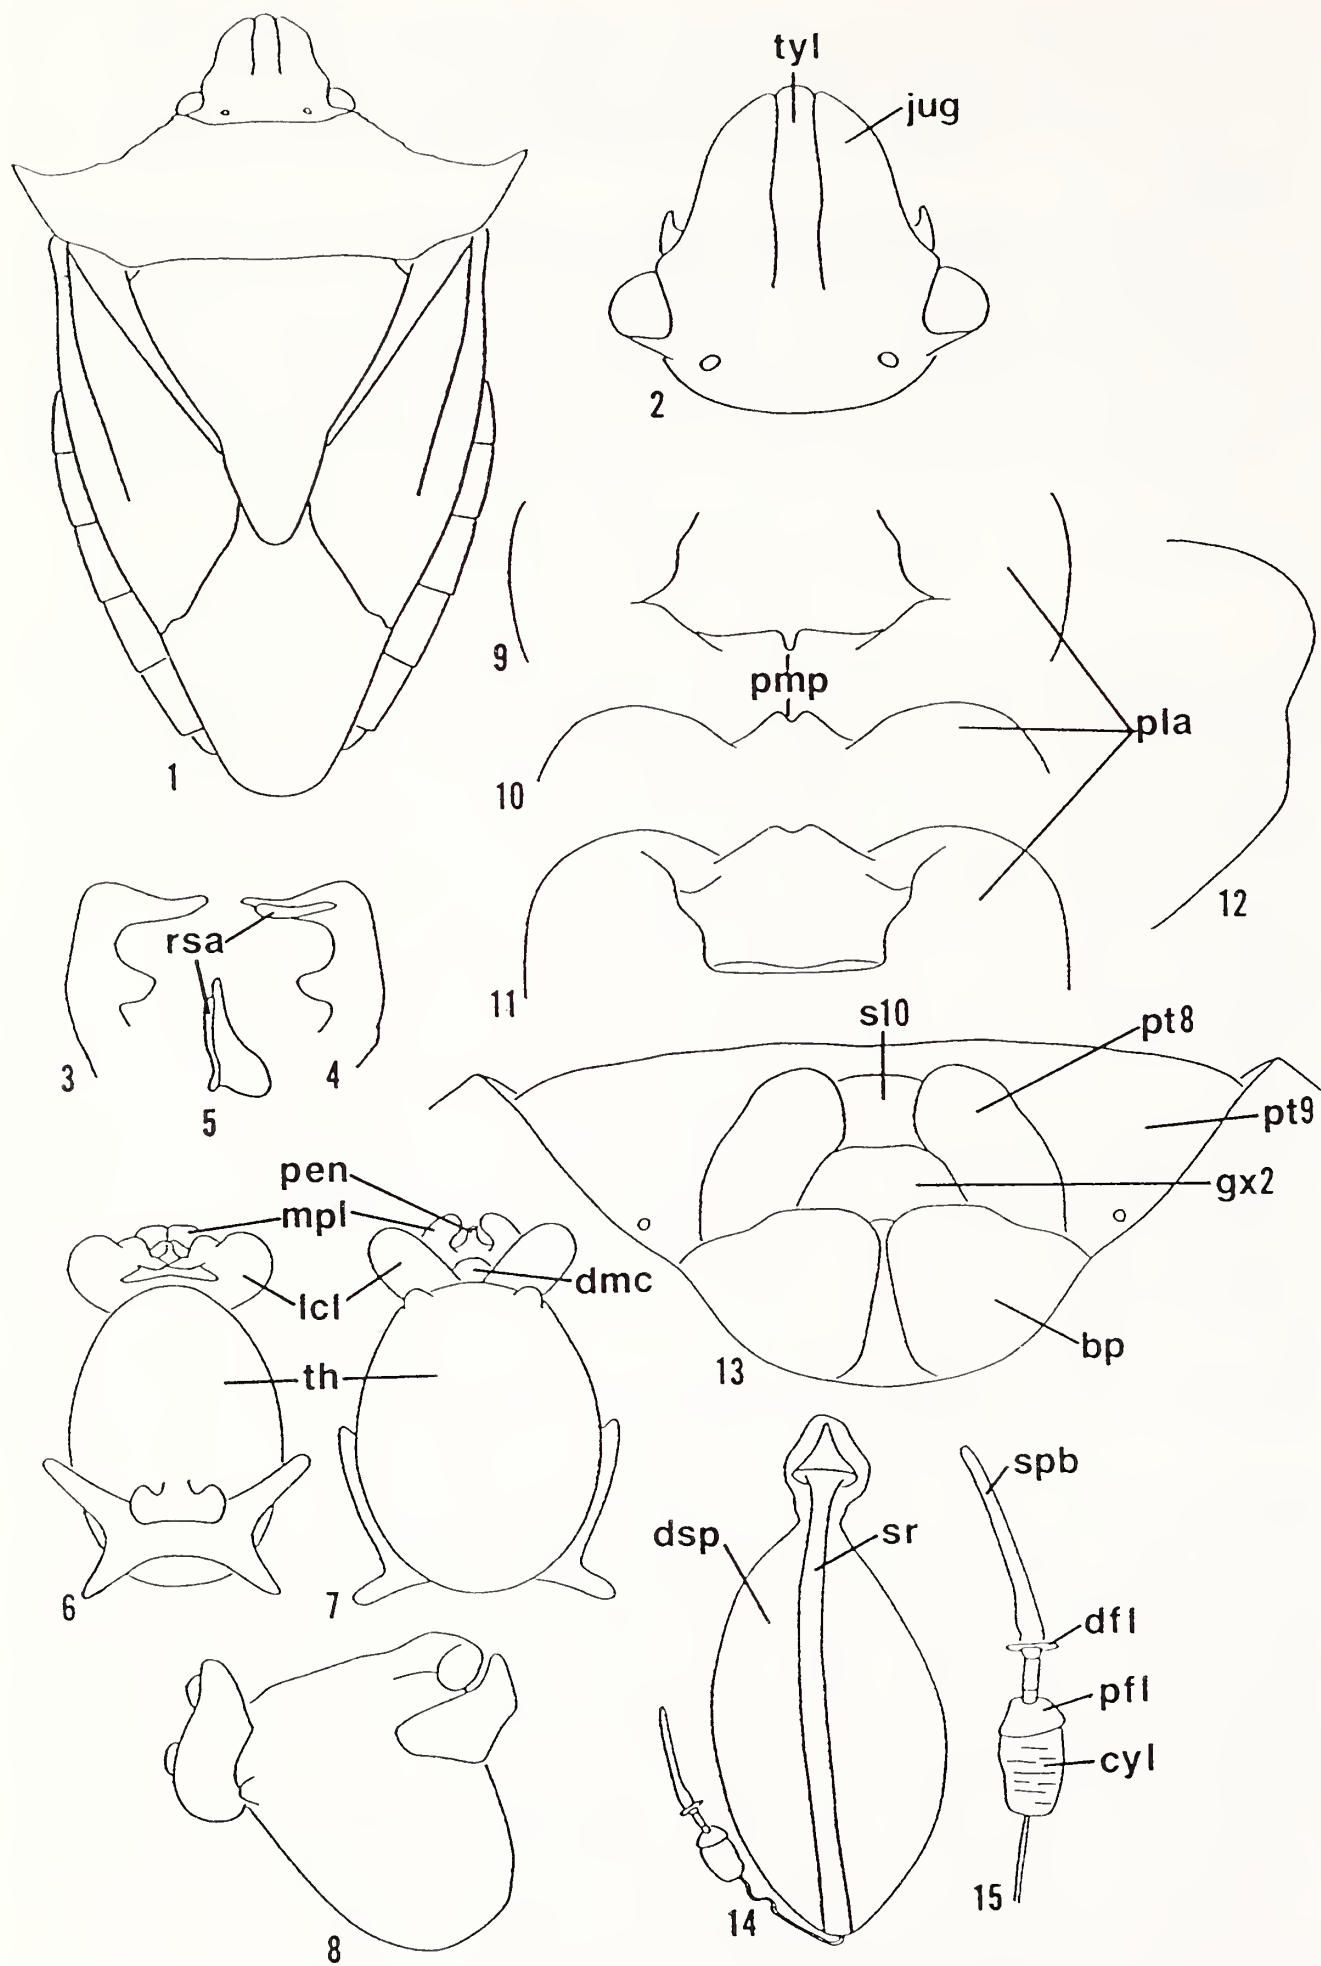 tyl
jug
2
9
pmp
1
10
pla
12
rsa
11
3
5
4
s10
pt8
pt9
pen
mpl
gx2
lcl
dmc
th
bp
13
6
7
spb
dsp
sr
dfl
pfl
cyl
8
14
15